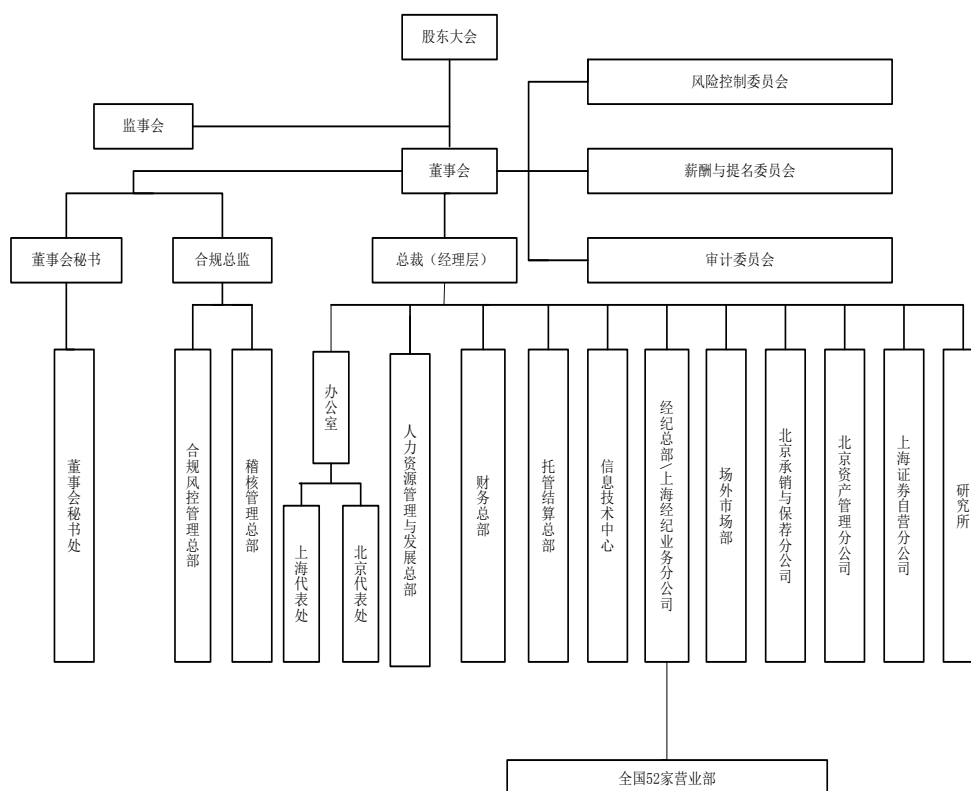 股东大会
风险控制委员会
监事会
董事会
薪酬与提名委员会
董事会秘书
合规总监
总裁（经理层）
审计委员会
董事会秘书处
合规风控管理总部
稽核管理总部
办公室
上海代表处
北京代表处
人力资源管理与发展总部
财务总部
托管结算总部
信息技术中心
经纪总部\上海经纪业务分公司
场外市场部
北京承销与保荐分公司
北京资产管理分公司
上海证券自营分公司
研究所
全国52家营业部